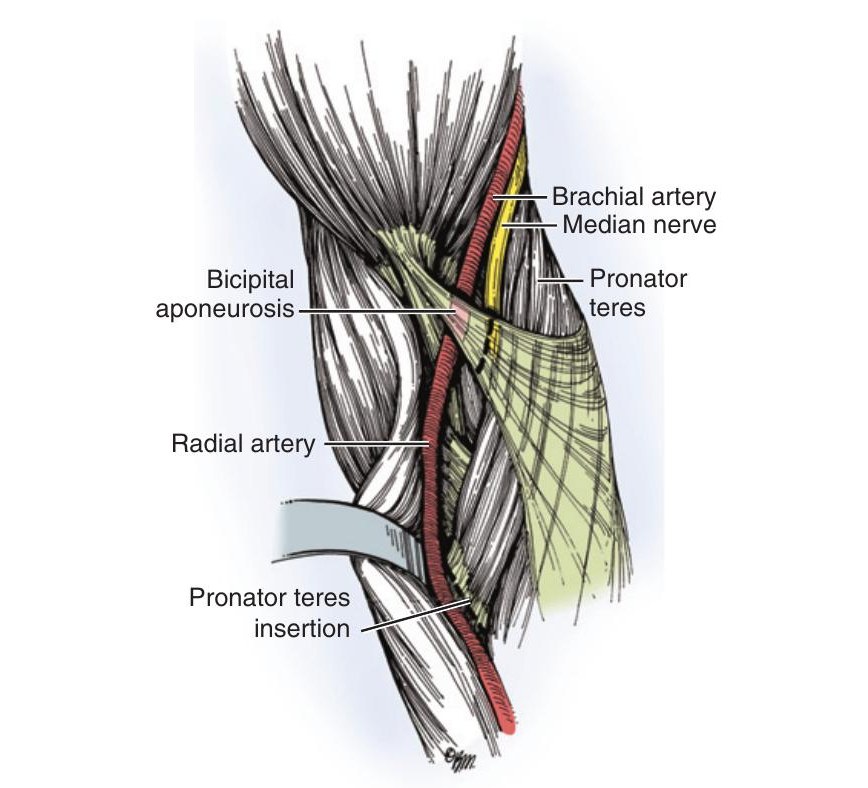 Brachial artery
Median nerve
Bicipital
aponeurosis
Pronator
teres
Radial artery
Pronator teres
insertion